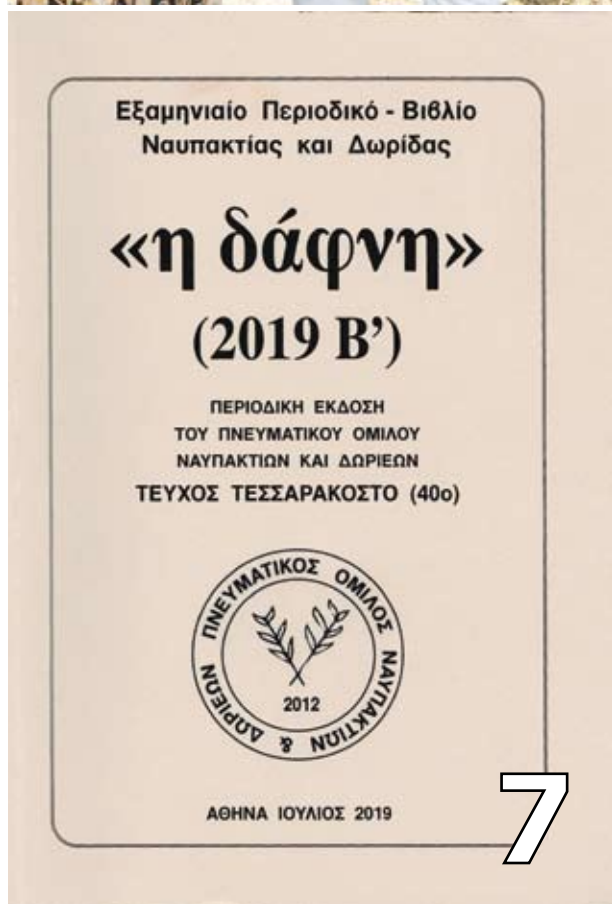 Εξαμηνιαίο Περιοδικό - Βιβλίο
Ναυπακτίας και Δωρίδας
«η δάφνη»
(2019 Β’)
ΠΕΡΙΟΔΙΚΗ ΕΚΔΟΣΗ
ΤΟΥ ΠΝΕΥΜΑΤΙΚΟΥ ΟΜΙΛΟΥ
ΝΑΥΠΑΚΤΙΩΝ ΚΑΙ ΔΩΡΙΕΩΝ
ΤΕΥΧΟΣ ΤΕΣΣΑΡΑΚΟΣΤΟ (40ο)
ΠΝΕΥΜΑΤΙΚΟΣ ΟΜΙΛΟΣ ΝΑΥΠΑΚΤΙΩΝ & ΔΩΡΙΕΩΝ
2012
ΑΘΗΝΑ ΙΟΥΛΙΟΣ 2019
7